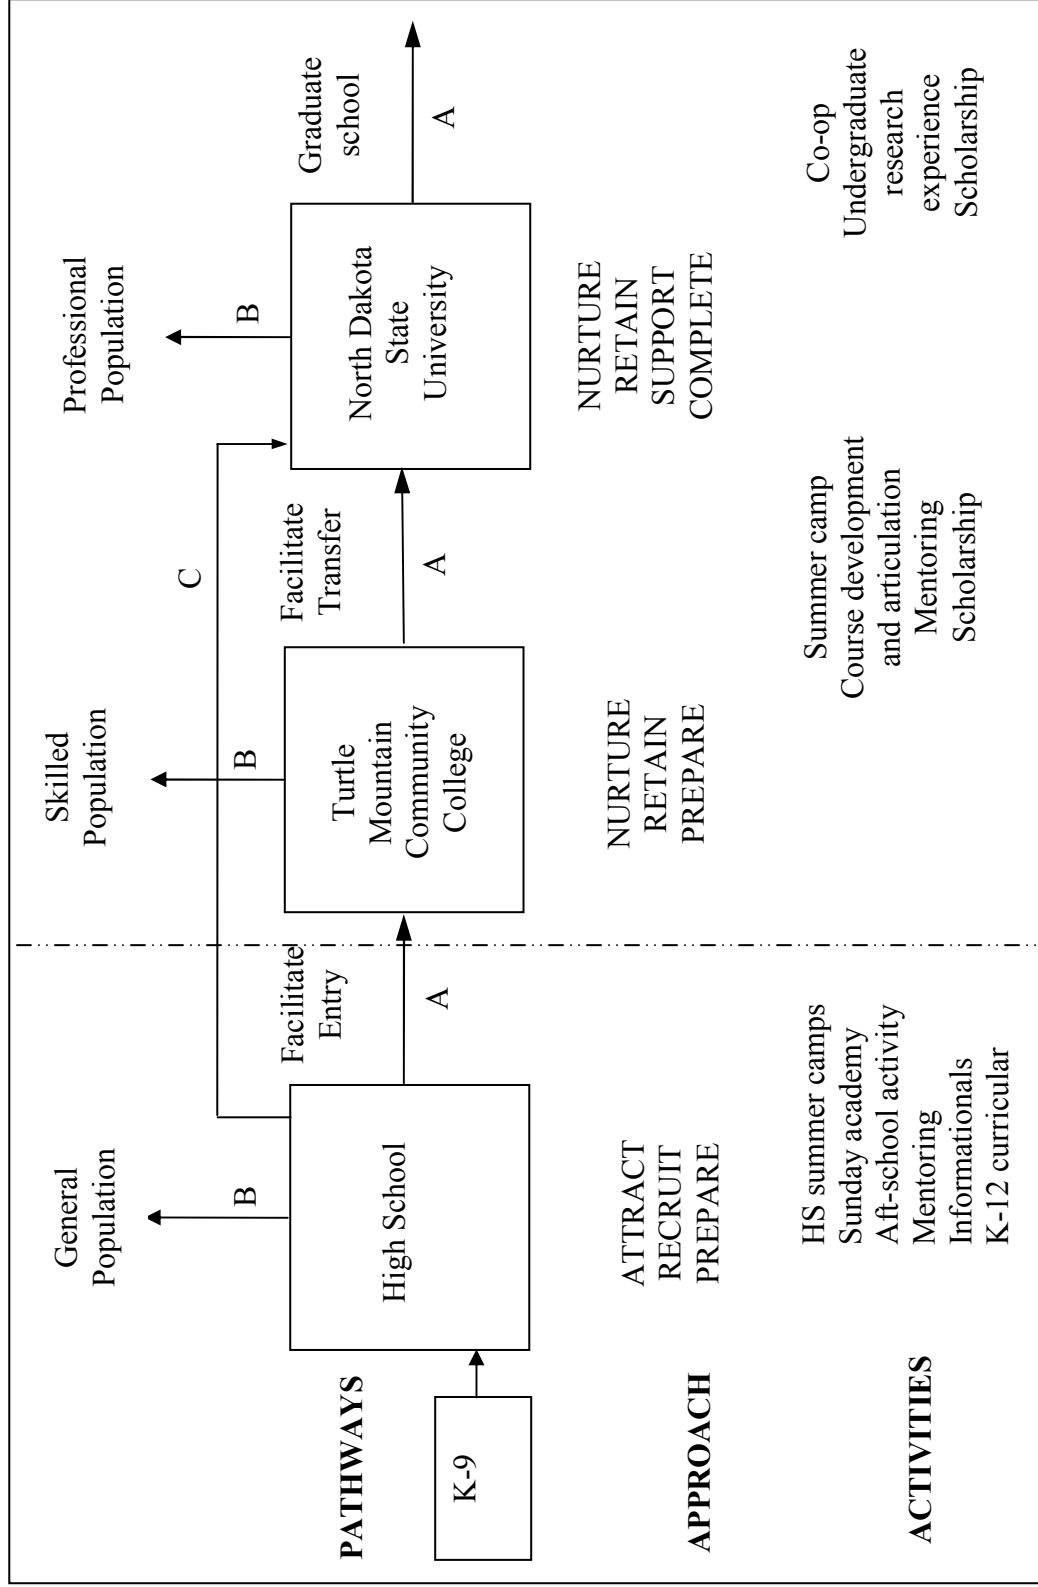 General
Population
Skilled
Population
Professional
Population
B
B
B
C
PATHWAYS
K-9
High School
Facilitate
Entry
A
Turtle
Mountain
Community
College
Facilitate
Transfer
A
North Dakota
State
University
Graduate
school
A
APPROACH
ATTRACT
RECRUIT
PREPARE
NURTURE
RETAIN
PREPARE
NURTURE
RETAIN
SUPPORT
COMPLETE
ACTIVITIES
HS summer camps
Sunday academy
Aft-school activity
Mentoring
Informationals
K-12 curricular
Summer camp
Course development
and articulation
Mentoring
Scholarship
Co-op
Undergraduate
research
experience
Scholarship